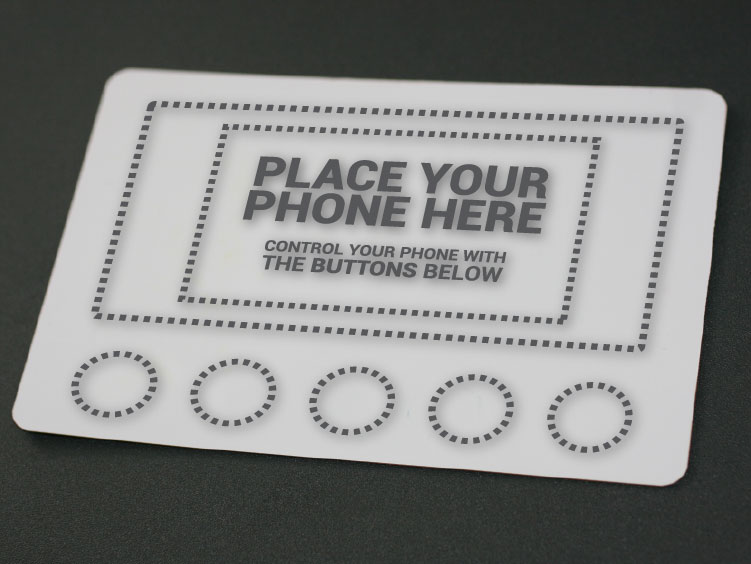 PLACE YOUR
PHONE HERE
CONTROL YOUR PHONE WITH
THE BUTTONS BELOW